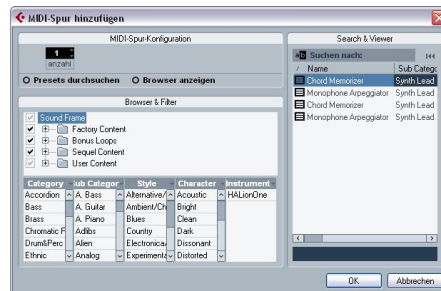 MIDI-Spur hinzufügen
MIDI-Spur-Konfiguration
1
anzahl
Presets durchsuchen Browser anzeigen
Browser & Filter
Sound Frame
Factory Content
Bonus Loops
Sequel Content
User Content
Category ub Categor Style Character Instrument
Accordion A. Bass Alternative/ Acoustic HALionOne
Bass A. Guitar Ambient/Ch Bright
Brass A. Piano Blues Clean
Chromatic F Adlibs Country Dark
Drum&Perc Alien Electronica/ Dissonant
Ethnic Analog Experimenta Distorted
Search & Viewer
Suchen nach:
/ Name Sub Catego
Chord Memorizer Synth Lead
Monophone Arpeggiator Synth Lead
Chord Memorizer Synth Lead
Monophone Arpeggiator Synth Lead
OK Abbrechen